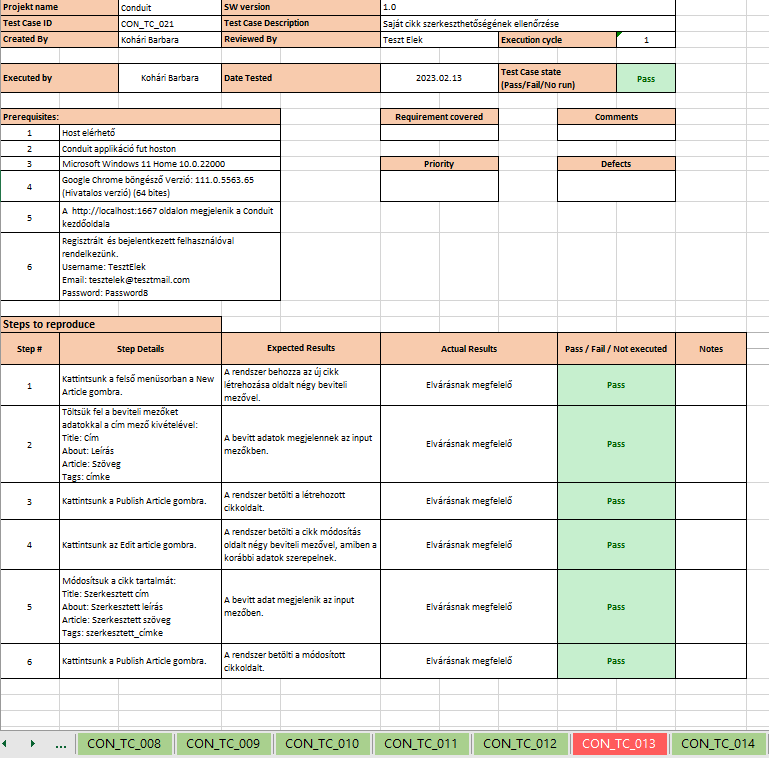 Projekt name Conduit SW version 1.0
Test Case ID CON_TC_021 Test Case Description Saját cikk szerkeszthetőségének ellenőrzése
Created By Kohári Barbara Reviewed By Teszt Elek Execution cycle 1
Executed by Kohári Barbara Date Tested 2023.02.13 Test Case state
(Pass/Fail/No run) Pass
Prerequisites: Requirement covered Comments
1 Host elérhető
2 Conduit applikáció fut hoston
3 Microsoft Windows 11 Home 10.0.22000 Priority Defects
4 Google Chrome böngésző Verzió: 111.0.5563.65
(Hivatalos verzió) (64 bites)
5 A http://localhost:1667 oldalon megjelenik a Conduit
kezdőoldala
6 Regisztrált és bejelentkezett felhasználóval
rendelkezünk.
Username: TesztElek
Email: tesztelek@tesztmail.com
Password: Password8
Steps to reproduce
Step # Step Details Expected Results Actual Results Pass / Fail / Not executed Notes
1 Kattintsunk a felső menüsorban a New
Article gombra.
A rendszer behozza az új cikk
létrehozása oldalt négy beviteli
mezővel.
Elvárásnak megfelelő Pass
2 Töltsük fel a beviteli mezőket
adatokkal a cím mező kivételével:
Title: Cím
About: Leírás
Article: Szöveg
Tags: címke
A bevitt adatok megjelennek az input
mezőkben.
Elvárásnak megfelelő Pass
3 Kattintsunk a Publish Article gombra.
A rendszer betölti a létrehozott
cikkoldalt.
Elvárásnak megfelelő Pass
4 Kattintsunk az Edit article gombra.
A rendszer betölti a cikk módosítás
oldalt négy beviteli mezővel, amiben a
korábbi adatok szerepelnek.
Elvárásnak megfelelő Pass
5 Módosítsuk a cikk tartalmát:
Title: Szerkesztett cím
About: Szerkesztett leírás
Article: Szerkesztett szöveg
Tags: szerkesztett_címke
A bevitt adat megjelenik az input
mezőben.
Elvárásnak megfelelő Pass
6 Kattintsunk a Publish Article gombra.
A rendszer betölti a módosított
cikkoldalt.
Elvárásnak megfelelő Pass
... CON_TC_008 CON_TC_009 CON_TC_010 CON_TC_011 CON_TC_012 CON_TC_013 CON_TC_014